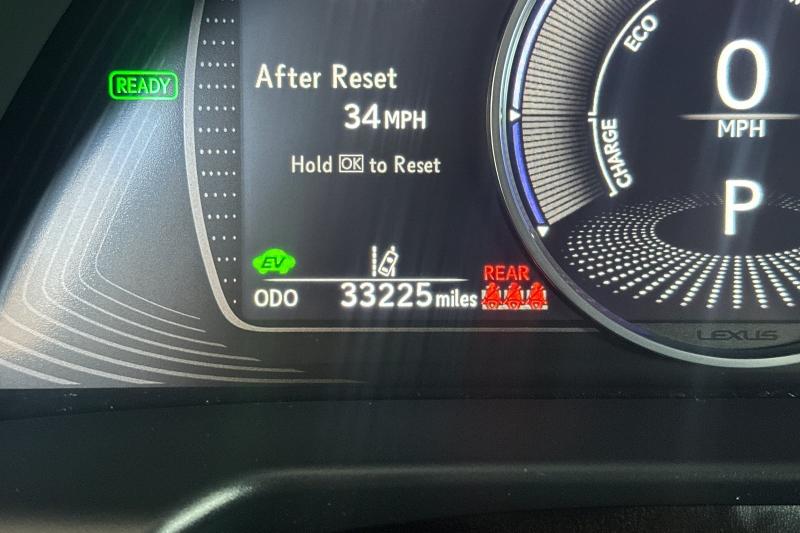 READY
After Reset
34 MPH
Hold OK to Reset
EV
ODO 33225 miles
REAR
ECO
CHARGE
0
MPH
P
LEXUS